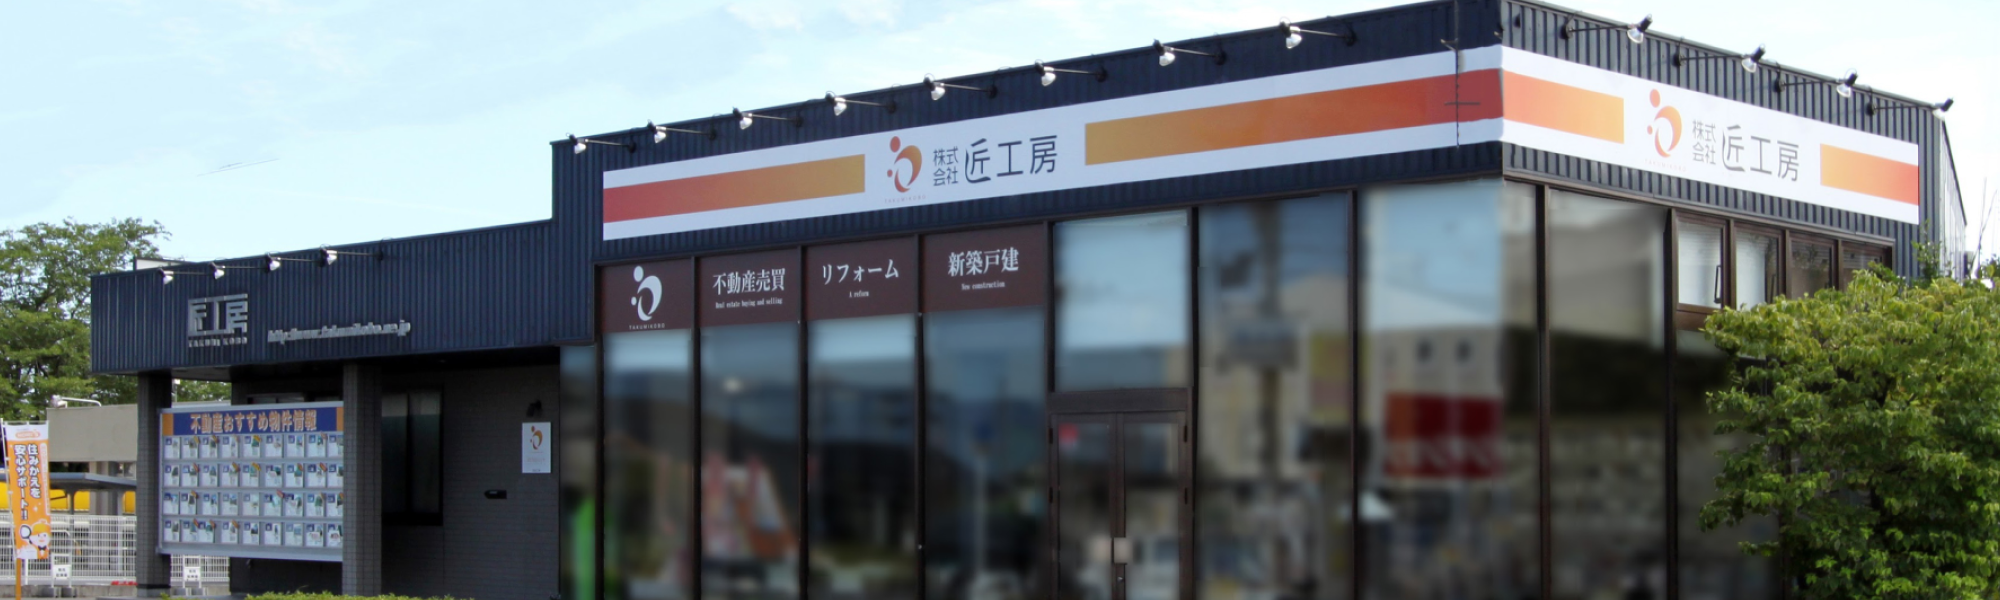 株式
会社 匠工房
TAKUMIKOBO
株式
会社 匠工房
TAKUMIKOBO
TAKUMIKOBO
不動産売買
Real estate buying and selling
リフォーム
A reform
新築戸建
New construction
匠工房
TAKUMI KOBO
不動産おすすめ物件情報
住みかえを
安心サポート!